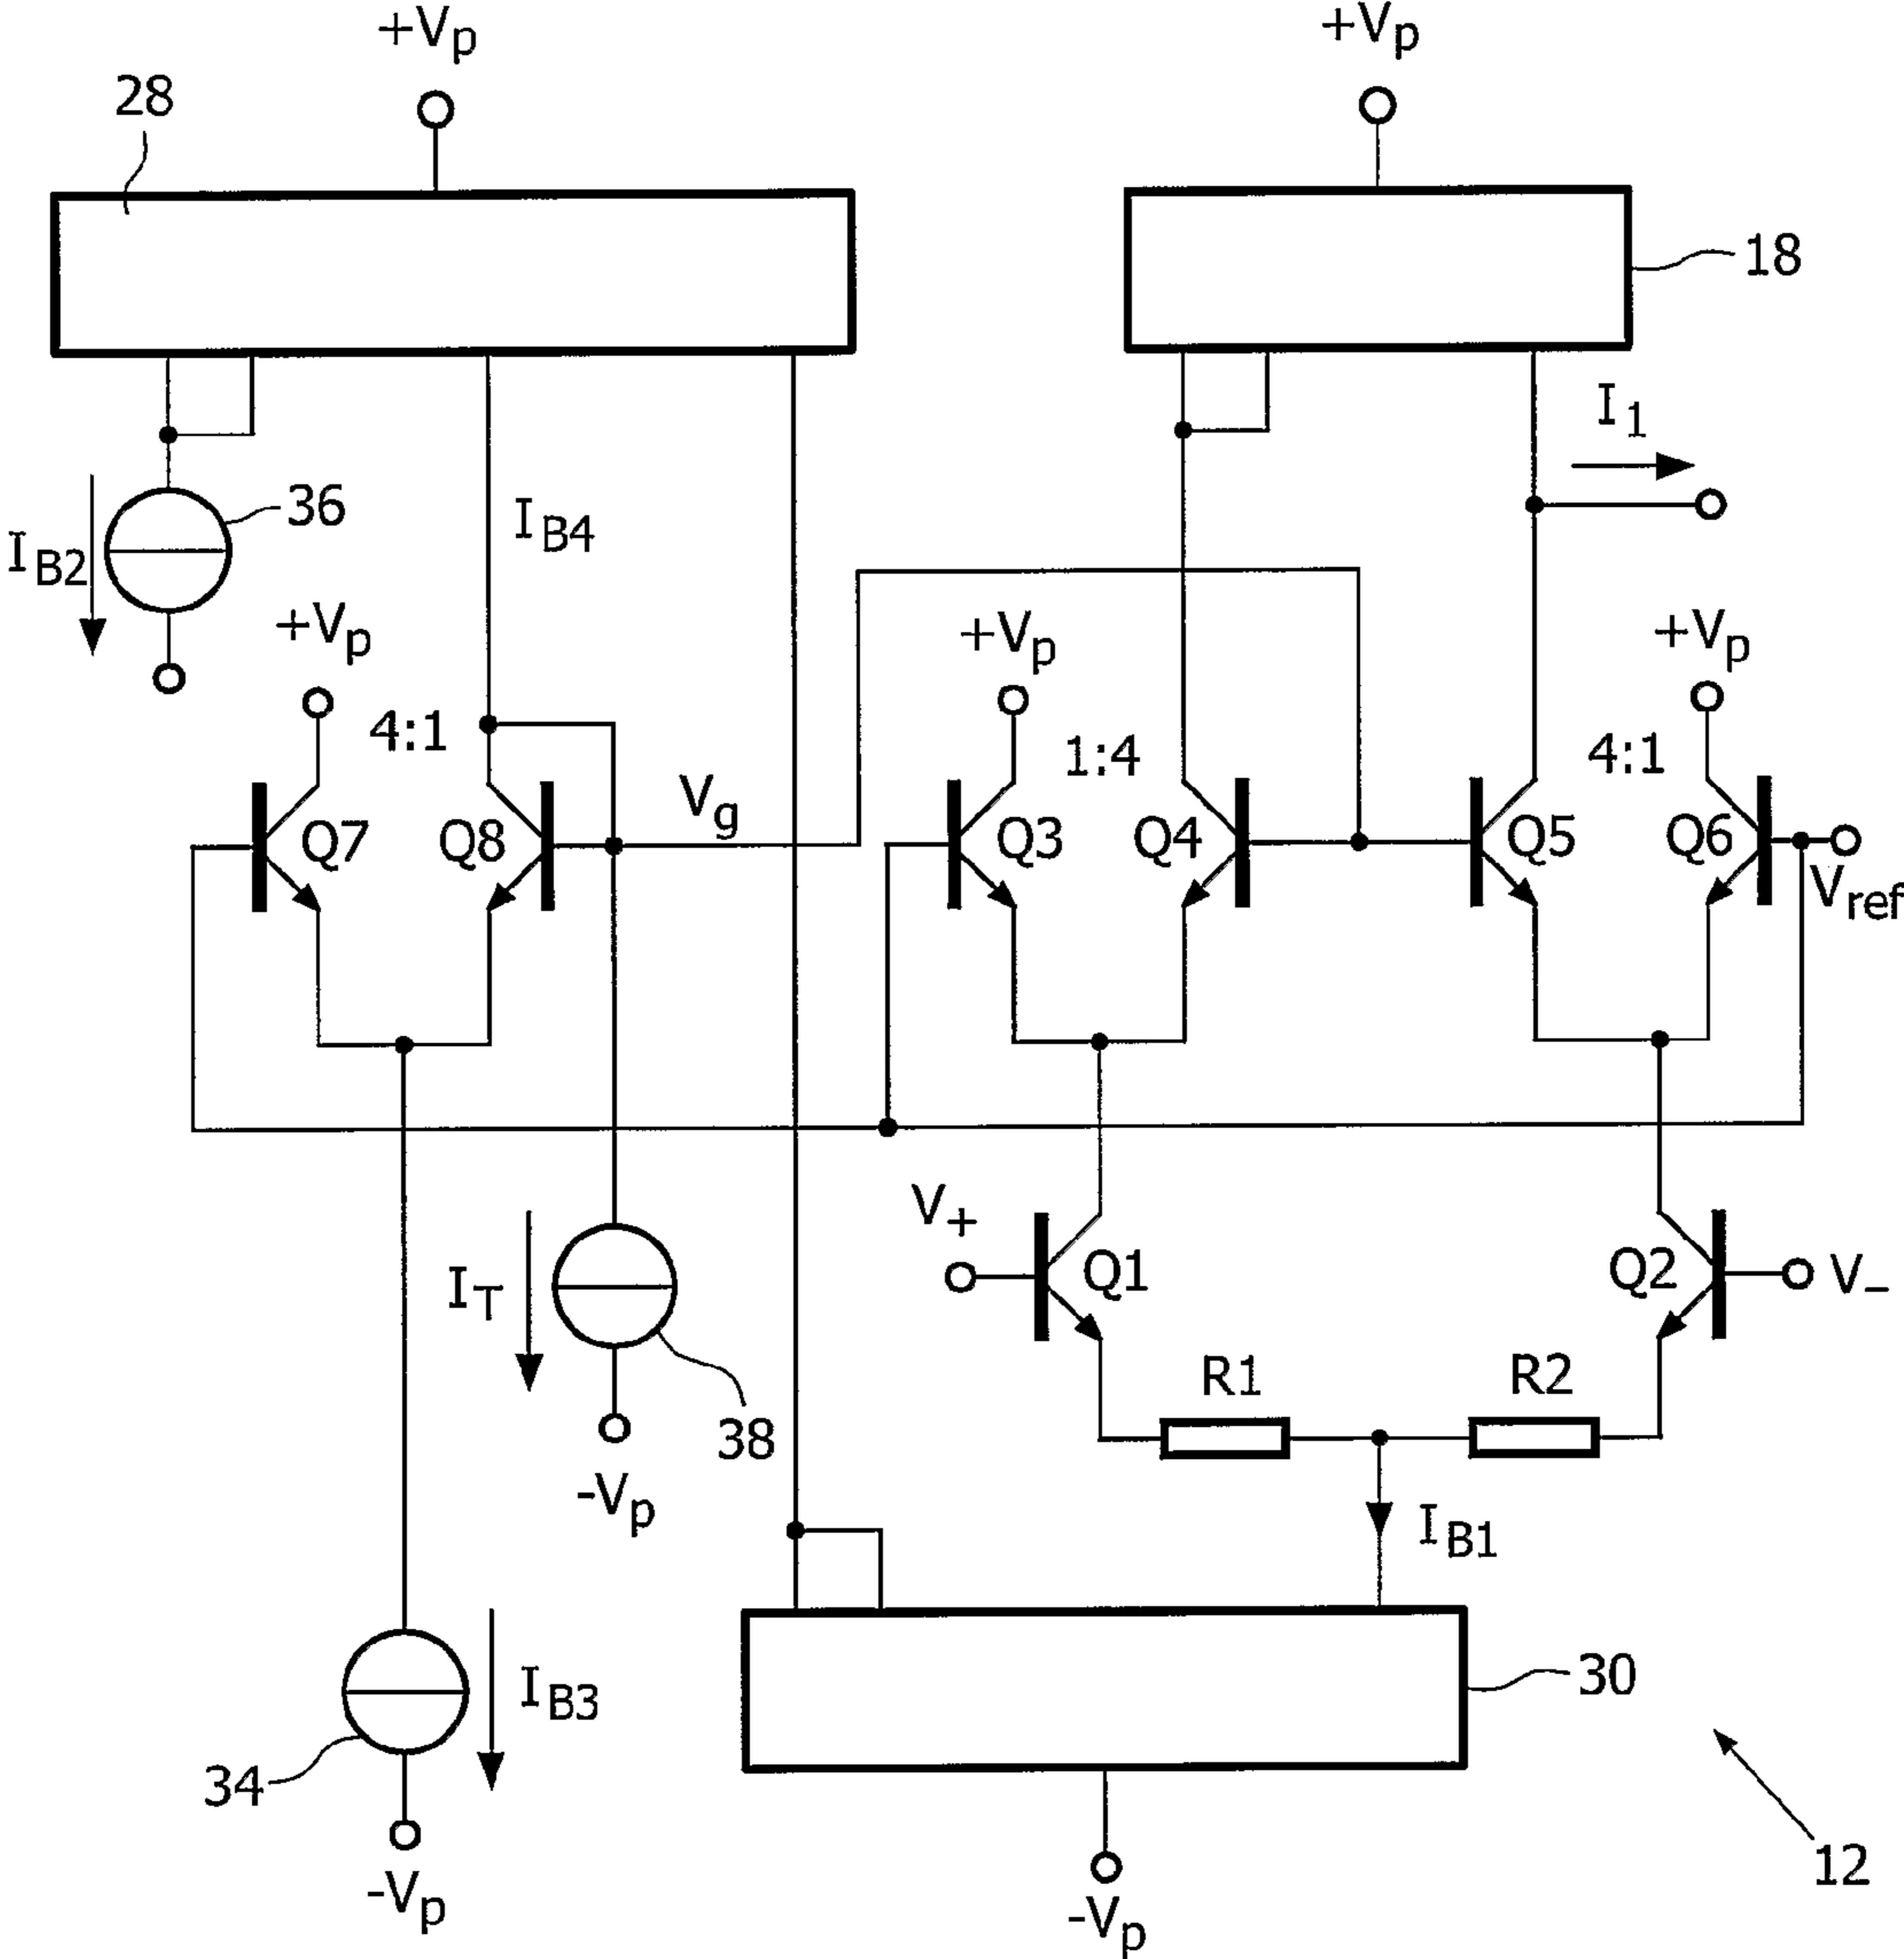 +Vp
+Vp
28
18
I1
36
IB4
IB2
+Vp
+Vp
+Vp
4:1
1:4
4:1
Vg
Q7
Q8
Q3
Q4
Q5
Q6
Vref
V+
Q1
Q2
V−
IT
R1
R2
38
-Vp
IB1
IB3
30
34
12
-Vp
-Vp